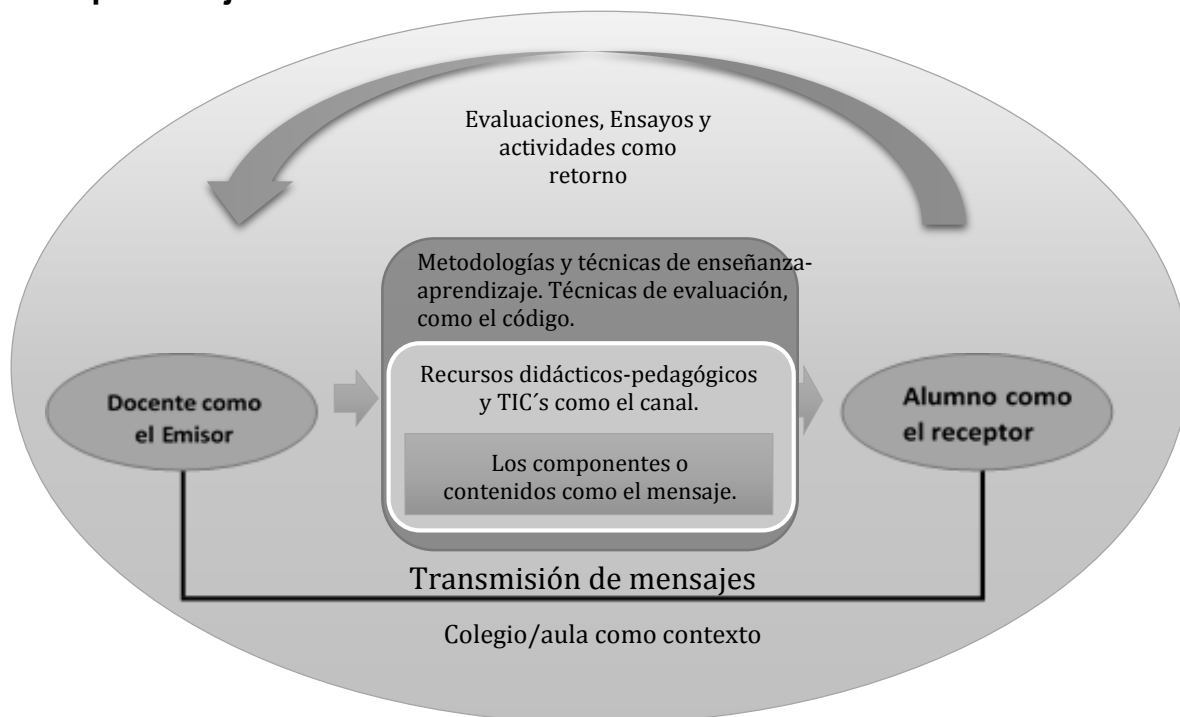 Evaluaciones, Ensayos y
actividades como
retorno
Metodologías y técnicas de enseñanza-
aprendizaje. Técnicas de evaluación,
como el código.
Recursos didácticos-pedagógicos
y TIC´s como el canal.
Los componentes o
contenidos como el mensaje.
Docente como
el Emisor
Alumno como
el receptor
Transmisión de mensajes
Colegio/aula como contexto